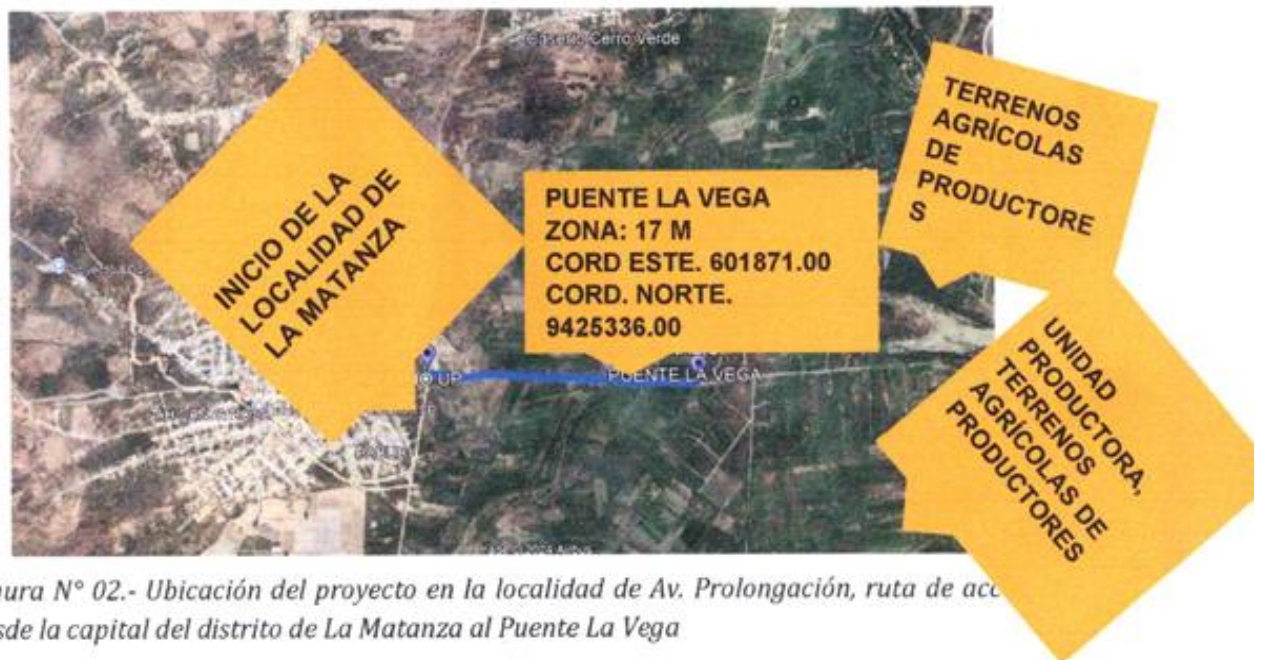 Caserio Cerro Verde
INICIO DE LA
LOCALIDAD DE
LA MATANZA
PUENTE LA VEGA
ZONA: 17 M
CORD ESTE. 601871.00
CORD. NORTE.
9425336.00
TERRENOS
AGRÍCOLAS
DE
PRODUCTORE
S
UNIDAD
PRODUCTORA,
TERRENOS
AGRÍCOLAS DE
PRODUCTORES
O UP
PUENTE LA VEGA
ura N° 02.- Ubicación del proyecto en la localidad de Av. Prolongación, ruta de acc
sde la capital del distrito de La Matanza al Puente La Vega